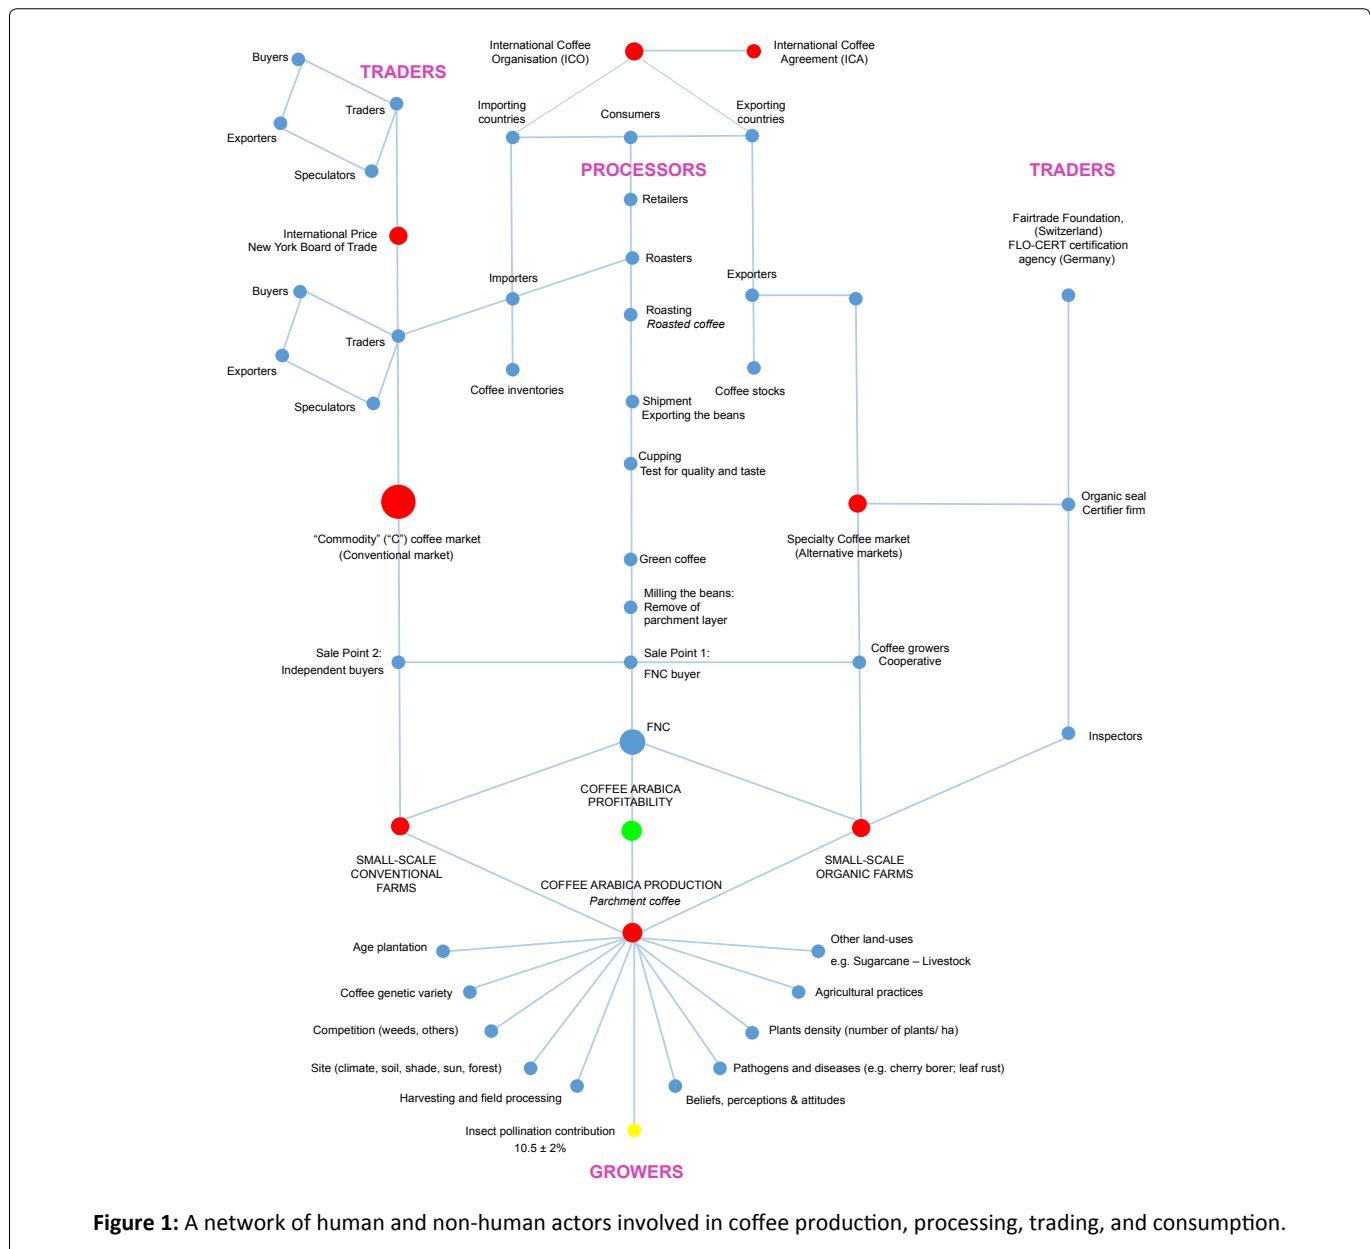 International Coffee
Organisation (ICO)
International Coffee
Agreement (ICA)
Buyers
TRADERS
Traders
Exporters
Speculators
Importing
countries
Consumers
Exporting
countries
PROCESSORS
TRADERS
Retailers
Fairtrade Foundation,
(Switzerland)
FLO-CERT certification
agency (Germany)
International Price
New York Board of Trade
Roasters
Importers
Exporters
Buyers
Traders
Exporters
Speculators
Roasting
Roasted coffee
Coffee inventories
Coffee stocks
Shipment
Exporting the beans
Cupping
Test for quality and taste
Organic seal
Certifier firm
“Commodity” (“C”) coffee market
(Conventional market)
Specialty Coffee market
(Alternative markets)
Green coffee
Milling the beans:
Remove of
parchment layer
Sale Point 2:
Independent buyers
Sale Point 1:
FNC buyer
Coffee growers
Cooperative
FNC
Inspectors
COFFEE ARABICA
PROFITABILITY
SMALL-SCALE
CONVENTIONAL
FARMS
SMALL-SCALE
ORGANIC FARMS
COFFEE ARABICA PRODUCTION
Parchment coffee
Age plantation
Other land-uses
e.g. Sugarcane – Livestock
Coffee genetic variety
Agricultural practices
Competition (weeds, others)
Plants density (number of plants/ ha)
Site (climate, soil, shade, sun, forest)
Pathogens and diseases (e.g. cherry borer; leaf rust)
Harvesting and field processing
Beliefs, perceptions & attitudes
Insect pollination contribution
10.5 ± 2%
GROWERS
Figure 1: A network of human and non-human actors involved in coffee production, processing, trading, and consumption.